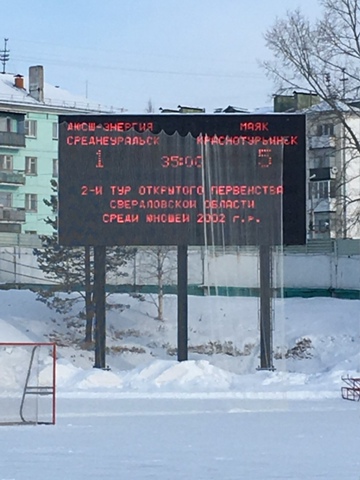 ДЮСШ-ЭНЕРГИЯ МАЯК
СРЕДНЕУРАЛЬСК КРАСНОТУРЬИНСК
1 35:00 5
2-Й ТУР ОТКРЫТОГО ПЕРВЕНСТВА
СВЕРДЛОВСКОЙ ОБЛАСТИ
СРЕДИ ЮНОШЕЙ 2002 г.р.